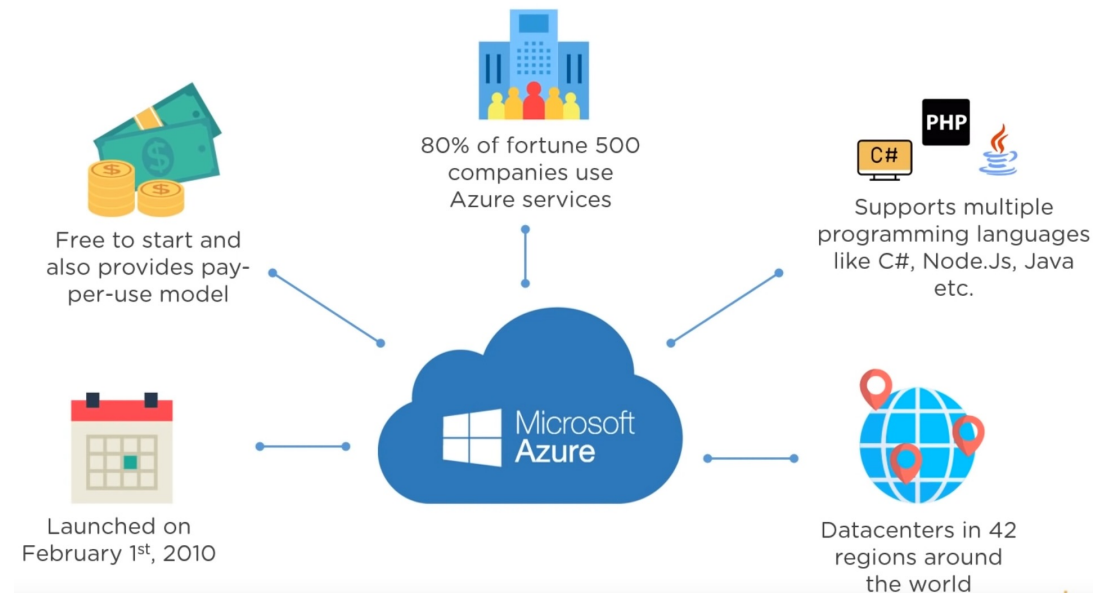 80% of fortune 500
companies use
Azure services
Free to start and
also provides pay-
per-use model
C#
PHP
Supports multiple
programming languages
like C#, Node.Js, Java
etc.
Microsoft
Azure
Launched on
February 1st, 2010
Datacenters in 42
regions around
the world